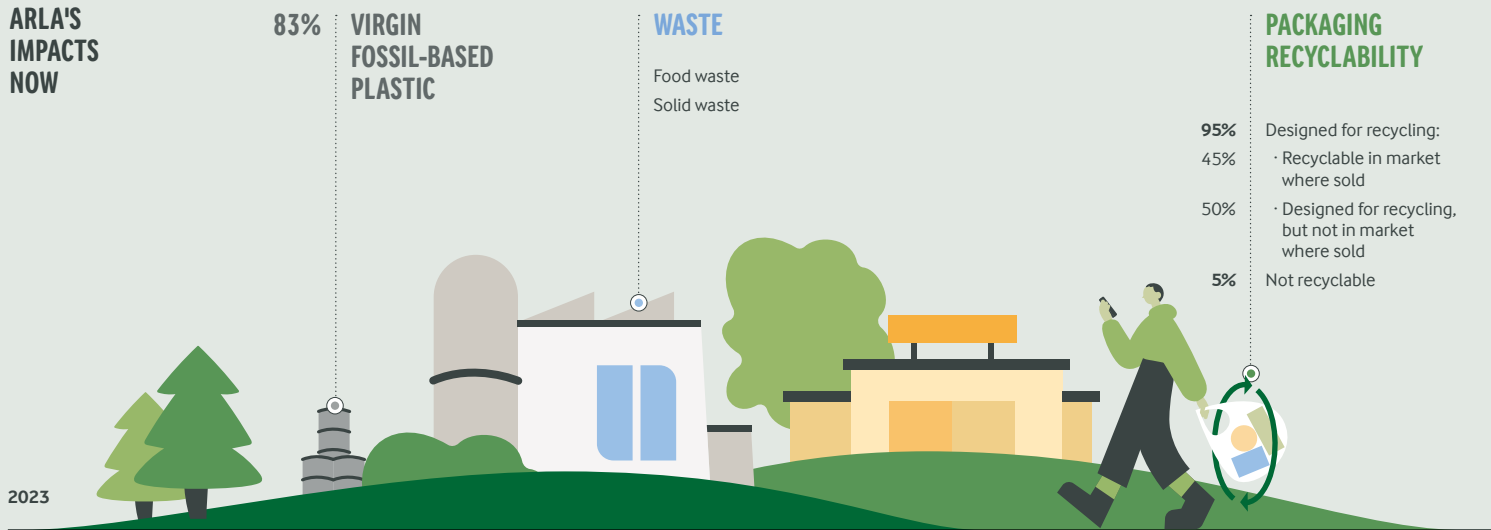 ARLA'S
IMPACTS
NOW
83%
VIRGIN
FOSSIL-BASED
PLASTIC
WASTE
Food waste
Solid waste
PACKAGING
RECYCLABILITY
95% Designed for recycling:
45% · Recyclable in market
where sold
50% · Designed for recycling,
but not in market
where sold
5% Not recyclable
2023